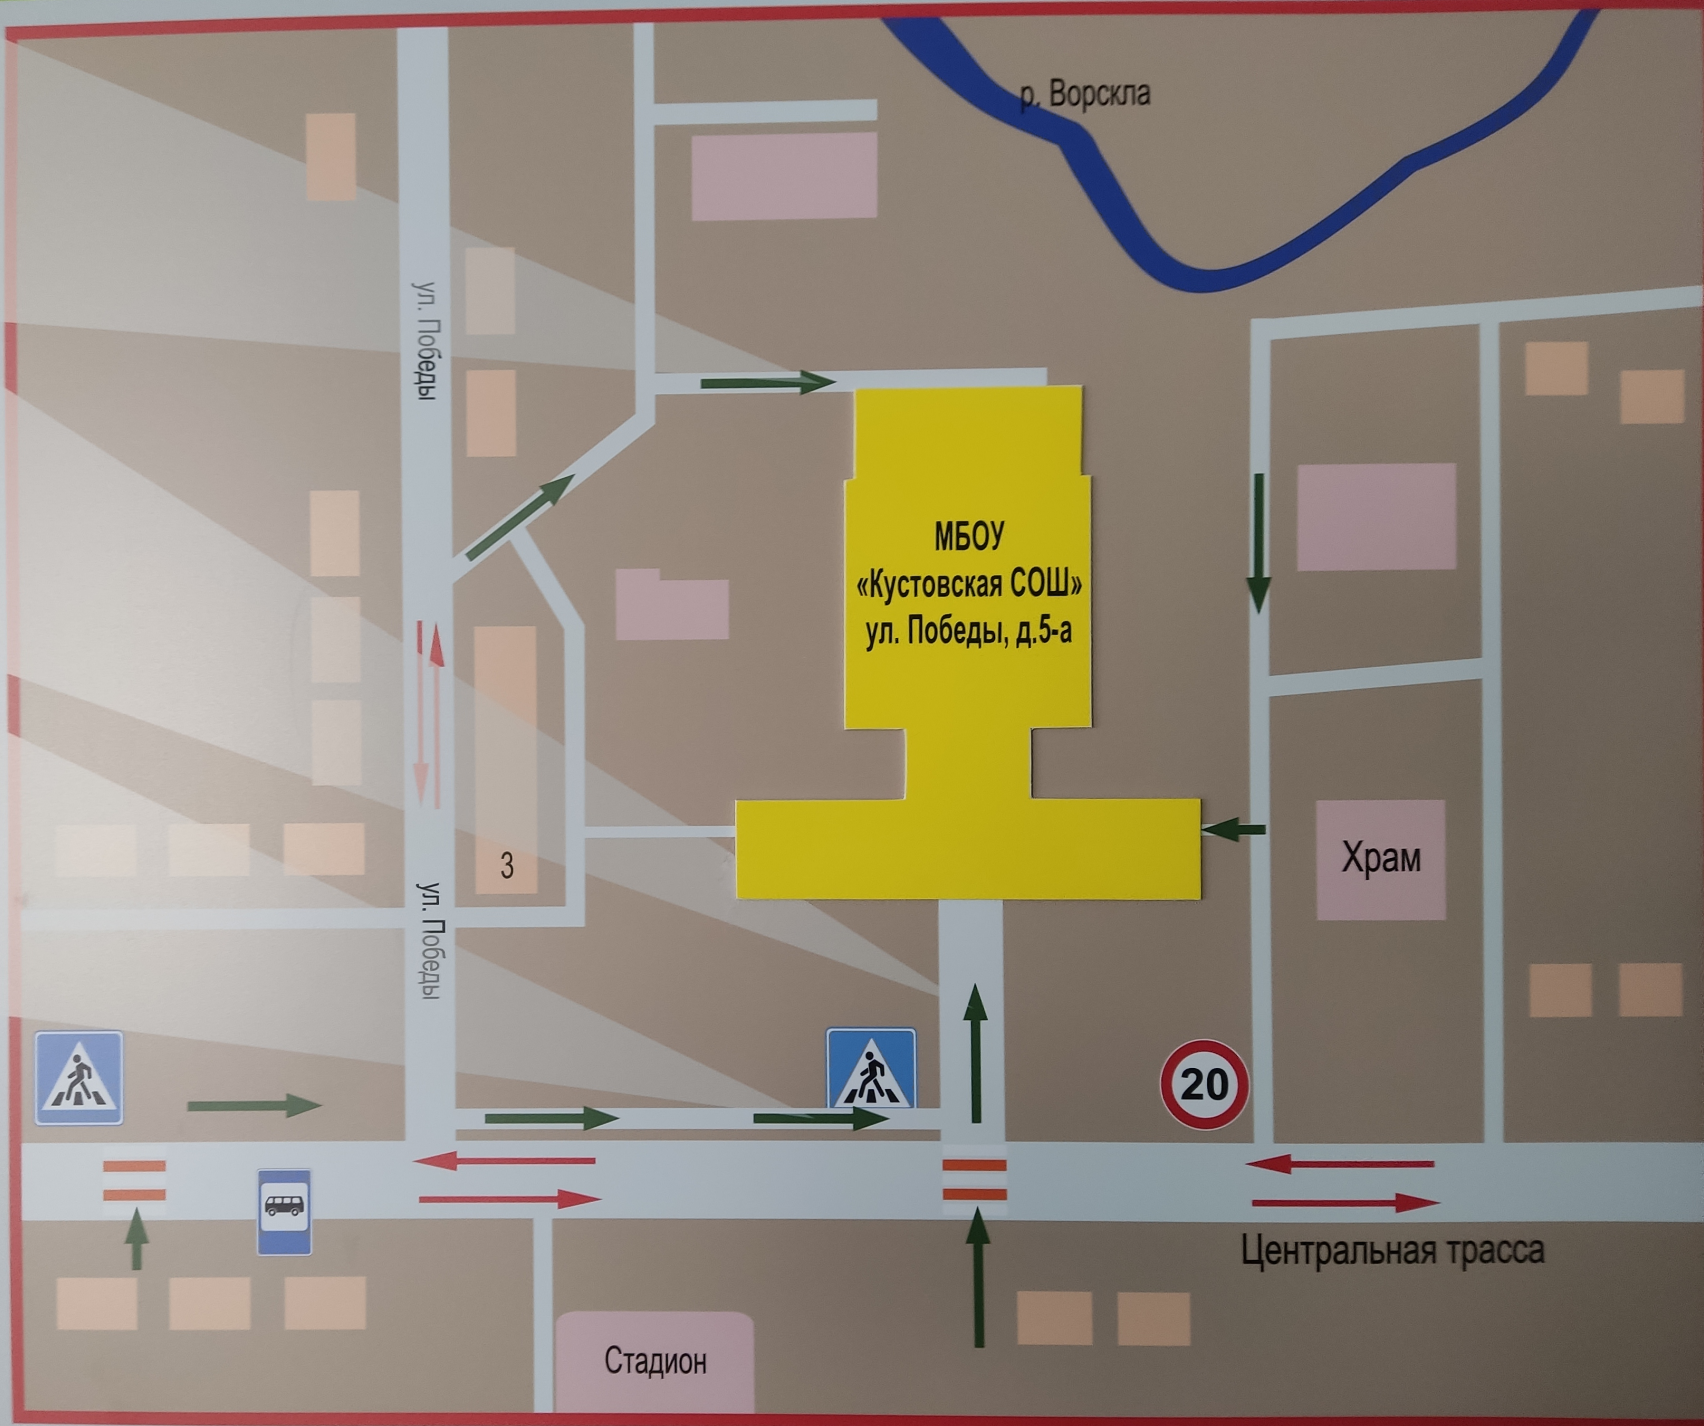 р. Ворскла
ул. Победы
МБОУ
«Кустовская СОШ»
ул. Победы, д.5-а
3
Храм
ул. Победы
20
Центральная трасса
Стадион